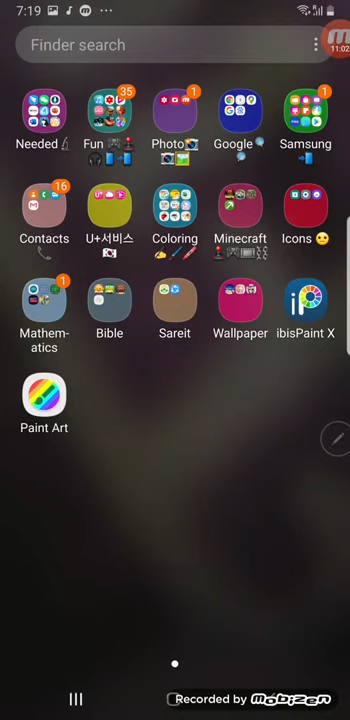 7:19
Finder search
11:02
35
1
1
Needed
Fun
Photo
Google
Samsung
16
Contacts
U+서비스
Coloring
Minecraft
Icons
1
Mathem-
atics
Bible
Sareit
Wallpaper
ibisPaint X
Paint Art
Recorded by mobizen